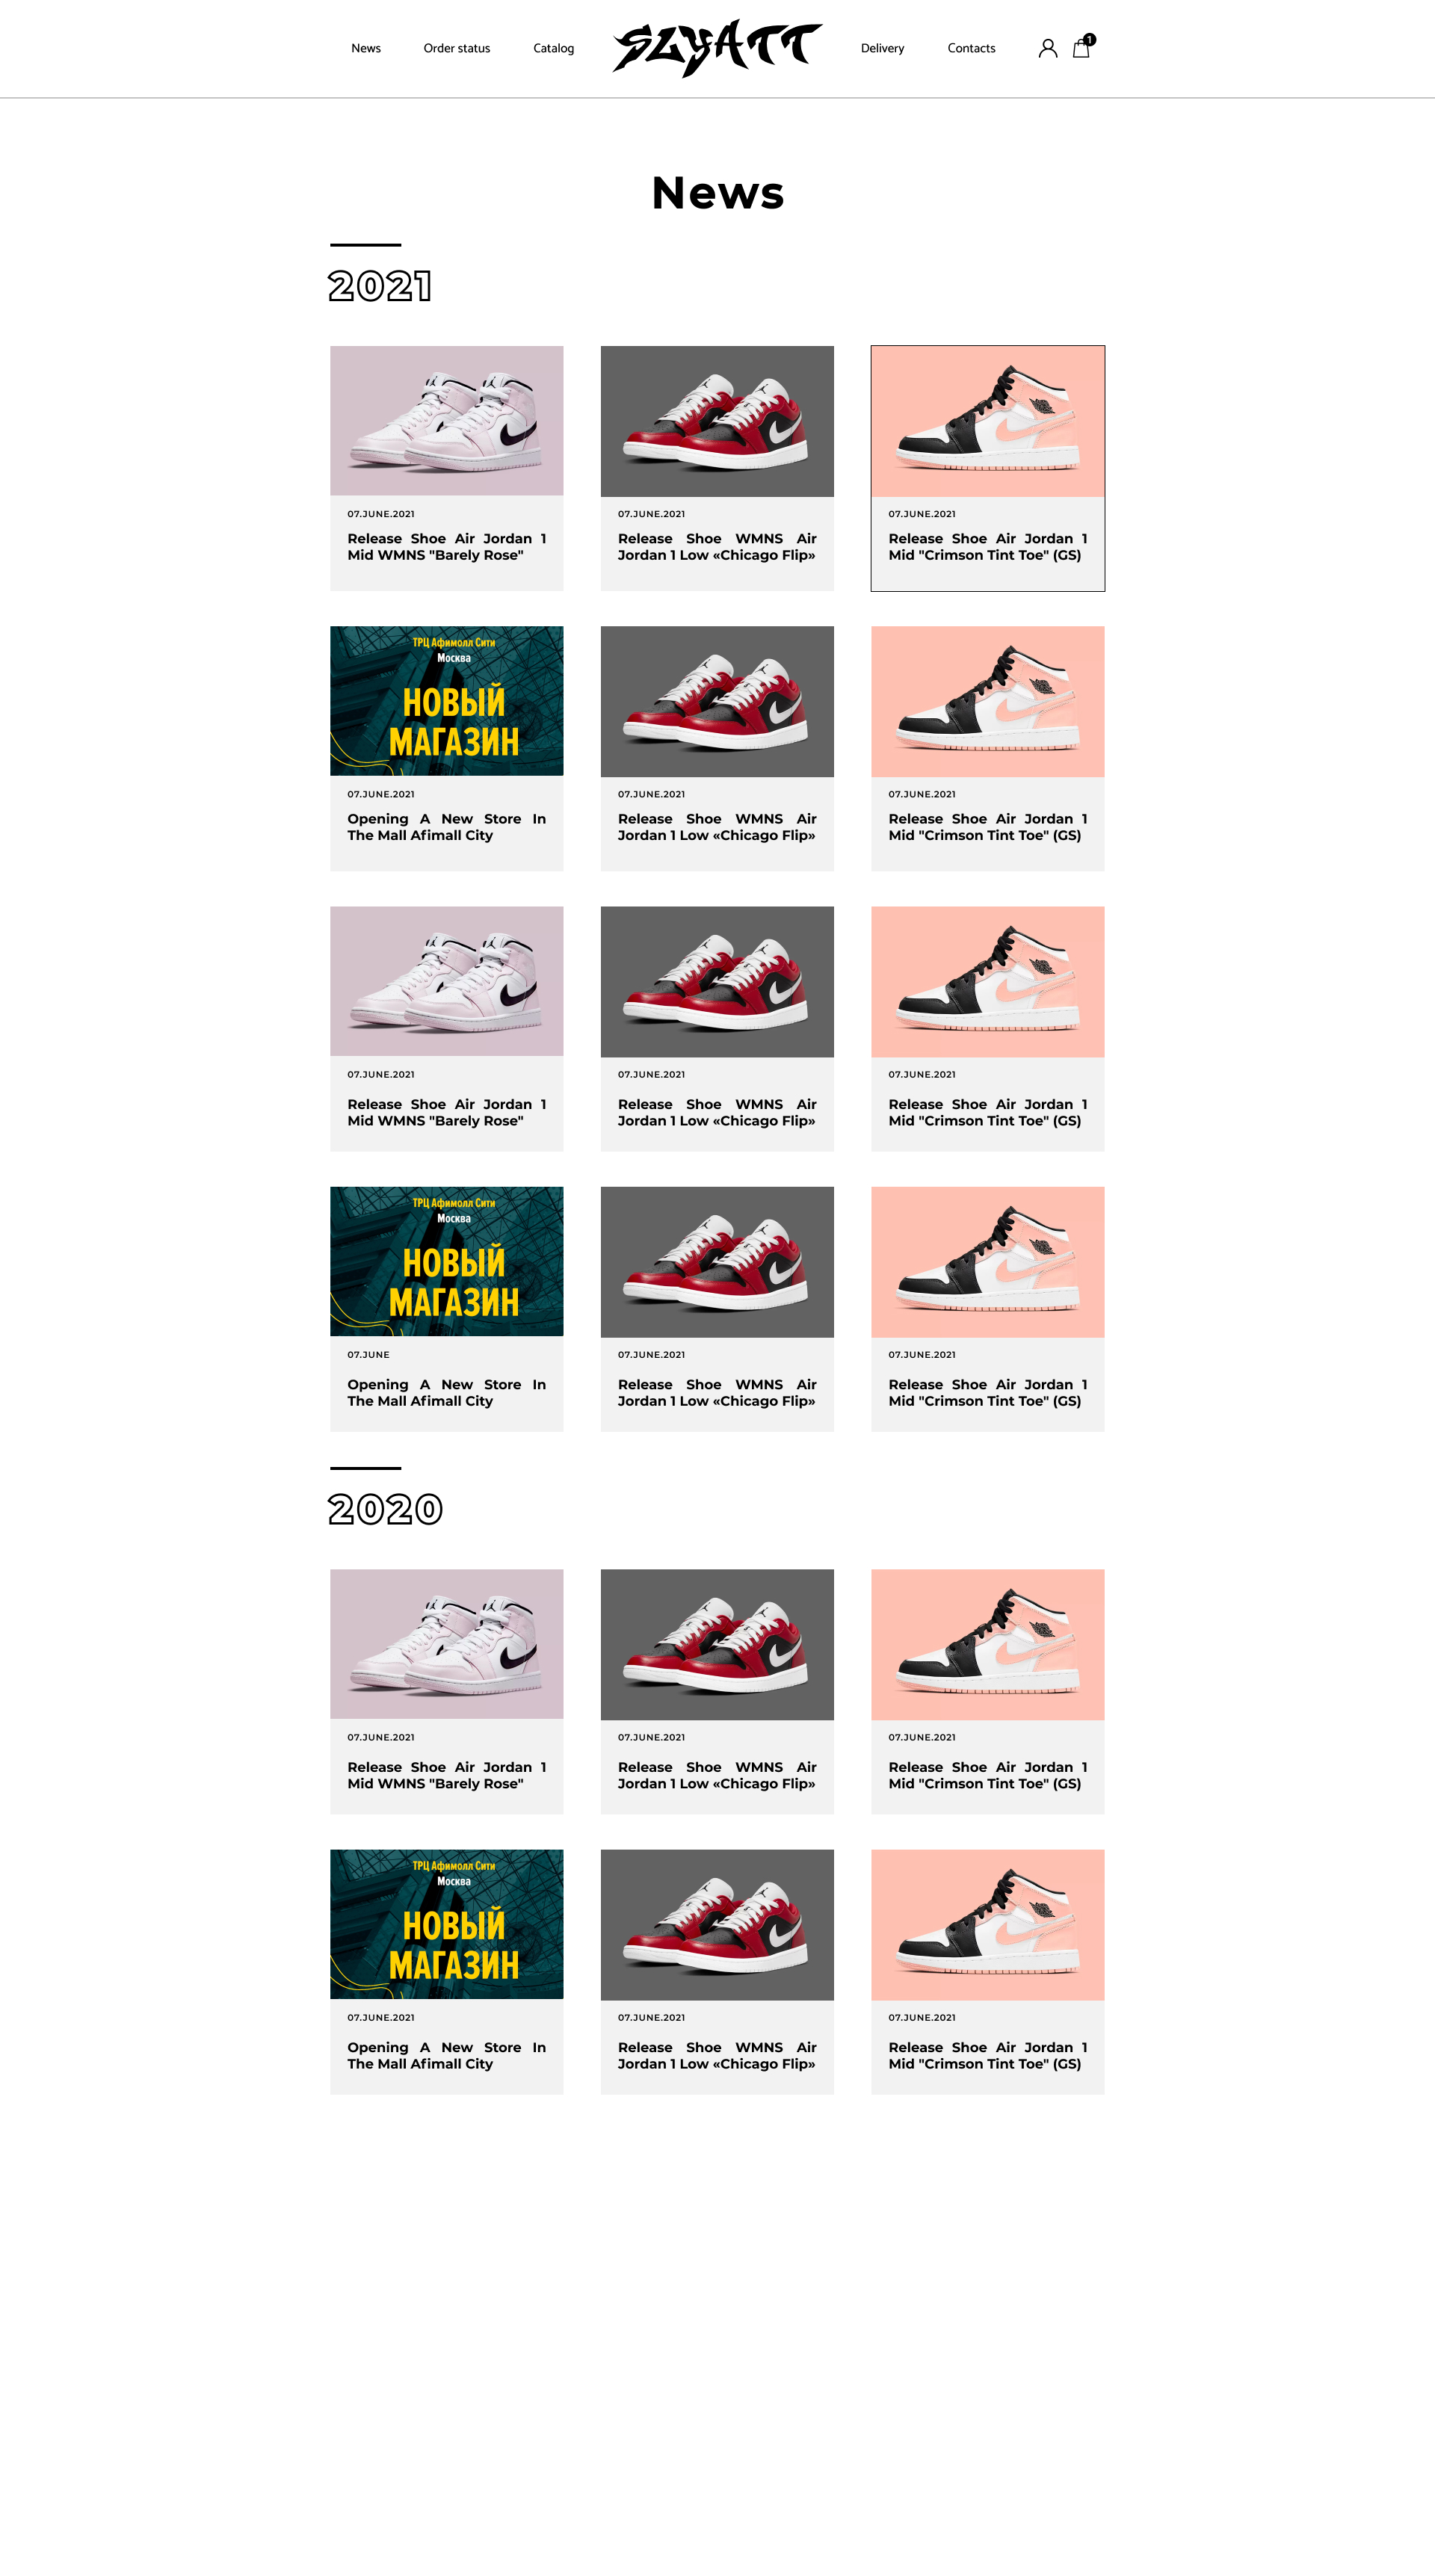 News
Order status
Catalog
SLYATT
Delivery
Contacts
1
News
2021
07.JUNE.2021
Release Shoe Air Jordan 1
Mid WMNS "Barely Rose"
07.JUNE.2021
Release Shoe WMNS Air
Jordan 1 Low «Chicago Flip»
07.JUNE.2021
Release Shoe Air Jordan 1
Mid "Crimson Tint Toe" (GS)
ТРЦ Афимолл Сити
Москва
НОВЫЙ
МАГАЗИН
07.JUNE.2021
Opening A New Store In
The Mall Afimall City
07.JUNE.2021
Release Shoe WMNS Air
Jordan 1 Low «Chicago Flip»
07.JUNE.2021
Release Shoe Air Jordan 1
Mid "Crimson Tint Toe" (GS)
07.JUNE.2021
Release Shoe Air Jordan 1
Mid WMNS "Barely Rose"
07.JUNE.2021
Release Shoe WMNS Air
Jordan 1 Low «Chicago Flip»
07.JUNE.2021
Release Shoe Air Jordan 1
Mid "Crimson Tint Toe" (GS)
ТРЦ Афимолл Сити
Москва
НОВЫЙ
МАГАЗИН
07.JUNE
Opening A New Store In
The Mall Afimall City
07.JUNE.2021
Release Shoe WMNS Air
Jordan 1 Low «Chicago Flip»
07.JUNE.2021
Release Shoe Air Jordan 1
Mid "Crimson Tint Toe" (GS)
2020
07.JUNE.2021
Release Shoe Air Jordan 1
Mid WMNS "Barely Rose"
07.JUNE.2021
Release Shoe WMNS Air
Jordan 1 Low «Chicago Flip»
07.JUNE.2021
Release Shoe Air Jordan 1
Mid "Crimson Tint Toe" (GS)
ТРЦ Афимолл Сити
Москва
НОВЫЙ
МАГАЗИН
07.JUNE.2021
Opening A New Store In
The Mall Afimall City
07.JUNE.2021
Release Shoe WMNS Air
Jordan 1 Low «Chicago Flip»
07.JUNE.2021
Release Shoe Air Jordan 1
Mid "Crimson Tint Toe" (GS)